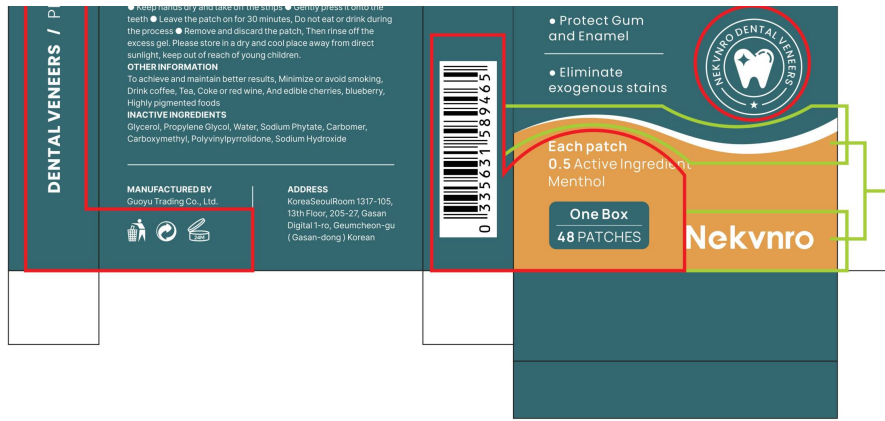 DENTAL VENEERS /
● Keep hands dry and take off the strips ● Gently press it onto the
teeth ● Leave the patch on for 30 minutes, Do not eat or drink during
the process ● Remove and discard the patch, Then rinse off the
excess gel. Please store in a dry and cool place away from direct
sunlight, keep out of reach of young children.
OTHER INFORMATION
To achieve and maintain better results, Minimize or avoid smoking,
Drink coffee, Tea, Coke or red wine, And edible cherries, blueberry,
Highly pigmented foods
INACTIVE INGREDIENTS
Glycerol, Propylene Glycol, Water, Sodium Phytate, Carbomer,
Carboxymethyl, Polyvinylpyrrolidone, Sodium Hydroxide
MANUFACTURED BY
Guoyu Trading Co., Ltd.
24M
ADDRESS
KoreaSeoulRoom 1317-105,
13th Floor, 205-27, Gasan
Digital 1-ro, Geumcheon-gu
( Gasan-dong ) Korean
0 335631 589465
● Protect Gum
and Enamel
● Eliminate
exogenous stains
NEKVNRO DENTAL VENEERS
Each patch
0.5 Active Ingredient
Menthol
One Box
48 PATCHES
Nekvnro